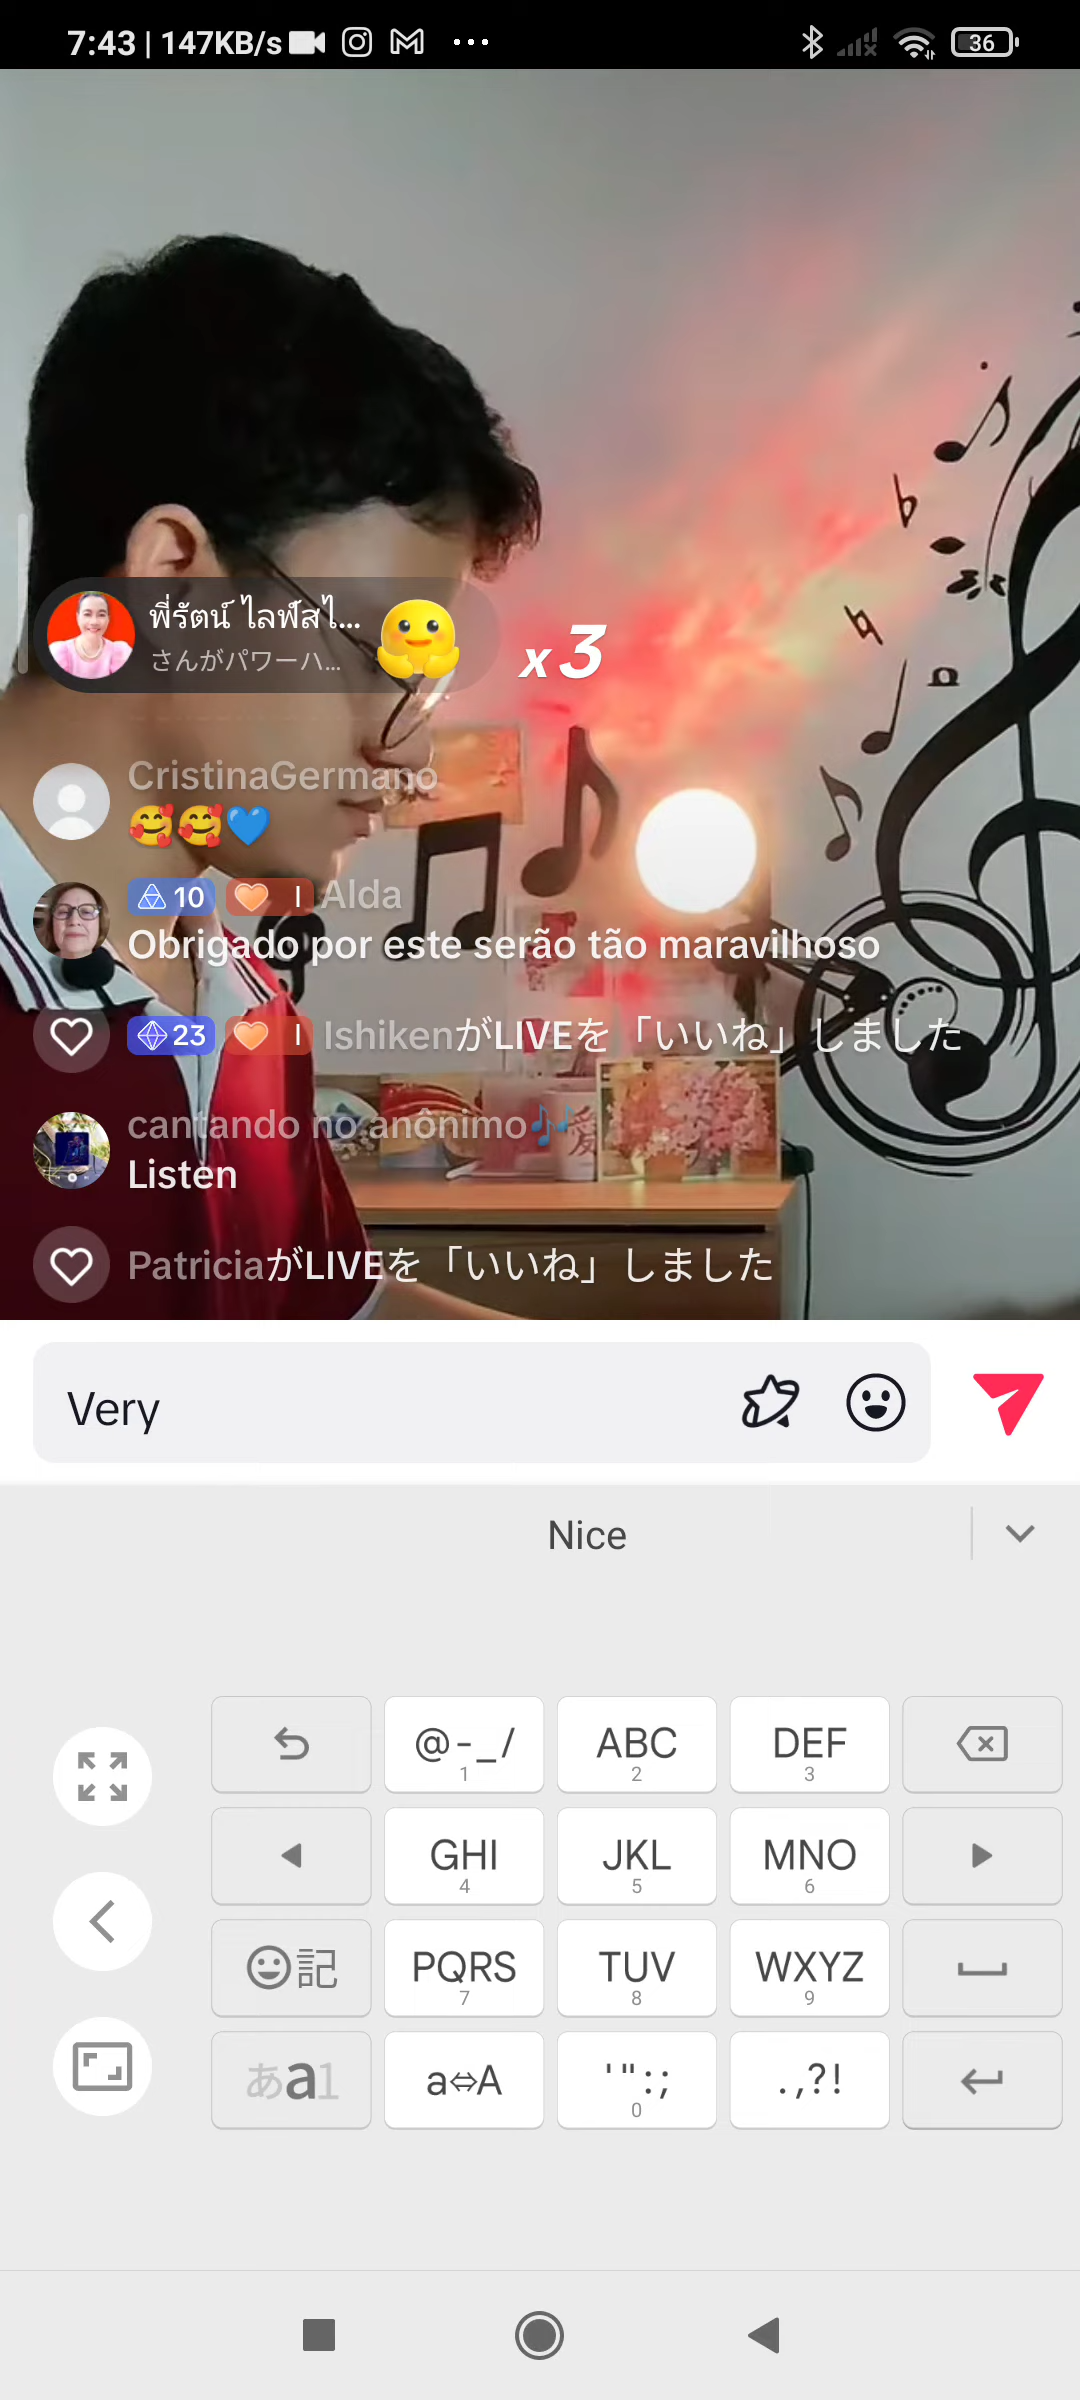 7:43 | 147KB/s
36
พี่รัตน์ ไลฟ์สไ...
さんがパワーハ...
x3
CristinaGermano
🥰🥰💙
10 I Alda
Obrigado por este serão tão maravilhoso
23 I IshikenがLIVEを「いいね」しました
cantando no anônimo🎶
Listen
PatriciaがLIVEを「いいね」しました
Very
Nice
@-_/ ABC DEF
1 2 3
GHI JKL MNO
4 5 6
記 PQRS TUV WXYZ
7 8 9
あa1 a⇔A '":; .,?!
0